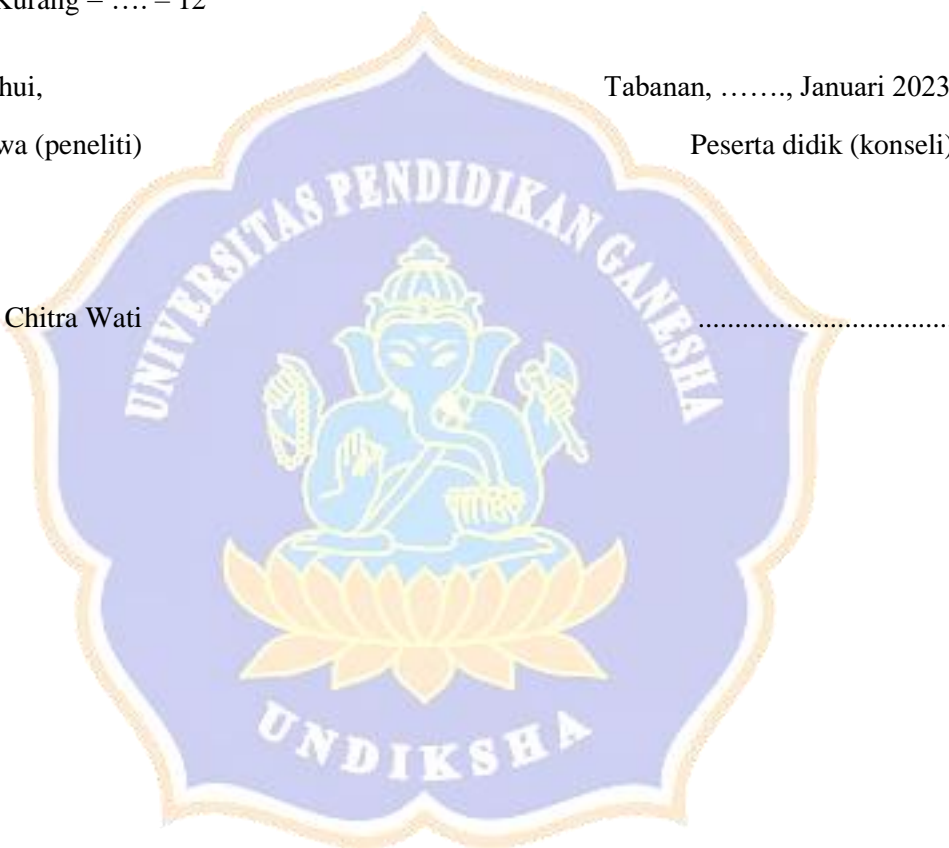 Kurang – …. – 12
hui, Tabanan, ……., Januari 2023
wa (peneliti) Peserta didik (konseli)
Chitra Wati .................................
UNIVERSITAS PENDIDIKAN GANESHA
UNDIKSHA